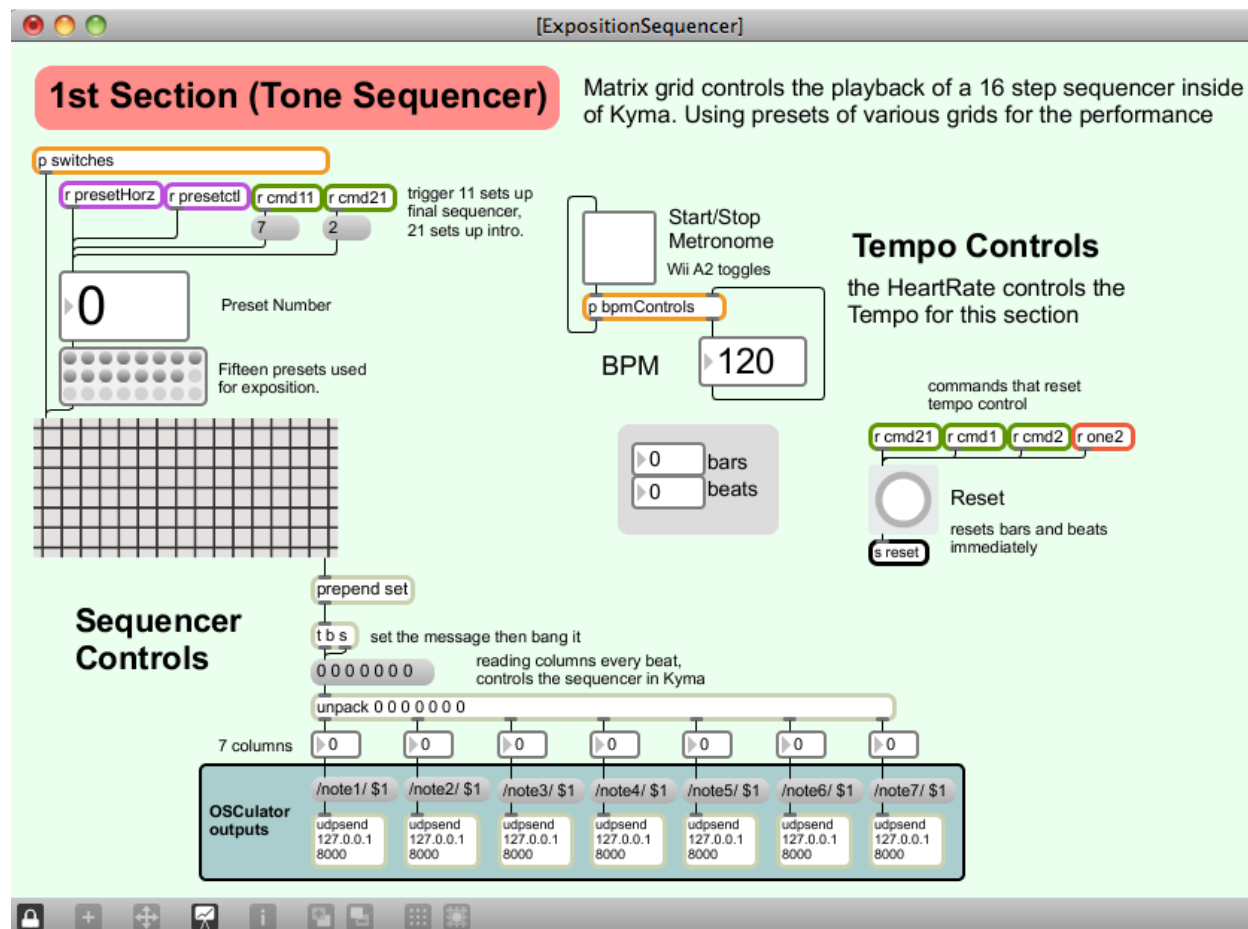 [ExpositionSequencer]
1st Section (Tone Sequencer)
Matrix grid controls the playback of a 16 step sequencer inside
of Kyma. Using presets of various grids for the performance
p switches
r presetHorz
r presetctl
r cmd11
r cmd21
7
2
trigger 11 sets up
final sequencer,
21 sets up intro.
0
Preset Number
Fifteen presets used
for exposition.
Start/Stop
Metronome
Wii A2 toggles
p bpmControls
BPM
120
Tempo Controls
the HeartRate controls the
Tempo for this section
0
bars
0
beats
commands that reset
tempo control
r cmd21
r cmd1
r cmd2
r one2
Reset
resets bars and beats
immediately
s reset
Sequencer
Controls
prepend set
t b s
set the message then bang it
0 0 0 0 0 0 0
reading columns every beat,
controls the sequencer in Kyma
unpack 0 0 0 0 0 0 0
7 columns
0
0
0
0
0
0
0
OSCulator
outputs
/note1/ $1
/note2/ $1
/note3/ $1
/note4/ $1
/note5/ $1
/note6/ $1
/note7/ $1
udpsend
127.0.0.1
8000
udpsend
127.0.0.1
8000
udpsend
127.0.0.1
8000
udpsend
127.0.0.1
8000
udpsend
127.0.0.1
8000
udpsend
127.0.0.1
8000
udpsend
127.0.0.1
8000